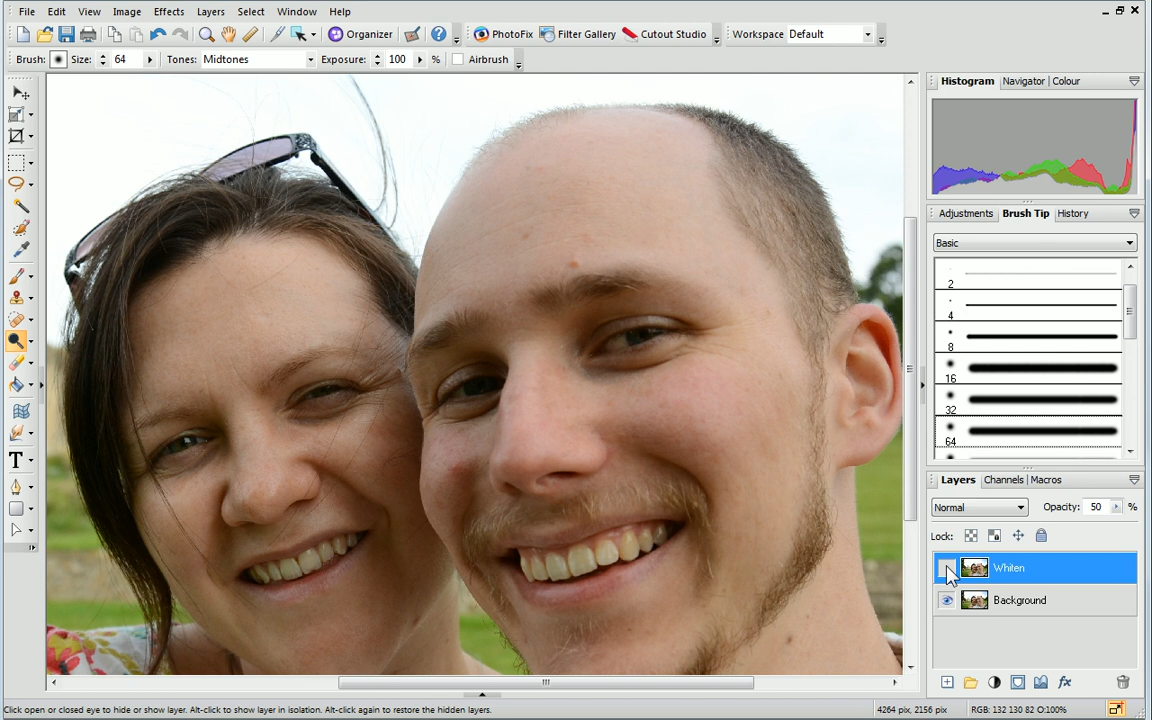 File Edit View Image Effects Layers Select Window Help
Organizer PhotoFix Filter Gallery Cutout Studio Workspace Default
Brush: Size: 64 Tones: Midtones Exposure: 100 % Airbrush
Histogram Navigator Colour
Adjustments Brush Tip History
Basic
2
4
8
16
32
64
T
Layers Channels Macros
Normal Opacity: 50 %
Lock:
Whiten
Background
fx
Click open or closed eye to hide or show layer. Alt-click to show layer in isolation. Alt-click again to restore the hidden layers. 4264 pix, 2156 pix RGB: 132 130 82 O:100%